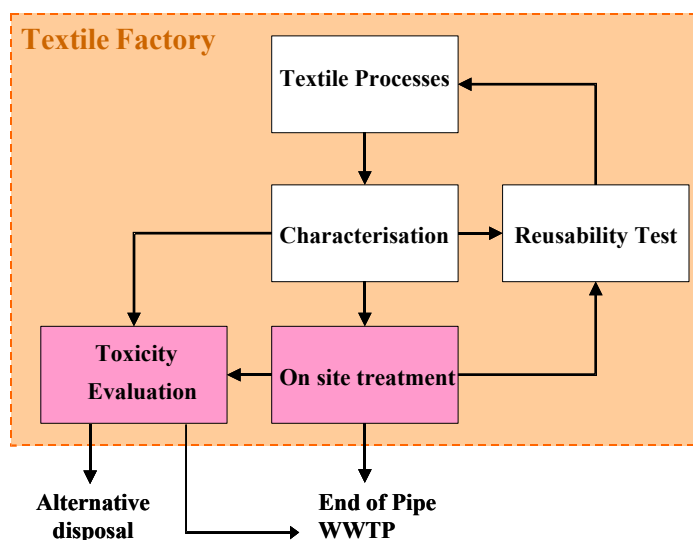 Textile Factory
Textile Processes
Characterisation
Reusability Test
Toxicity
Evaluation
On site treatment
Alternative
disposal
End of Pipe
WWTP